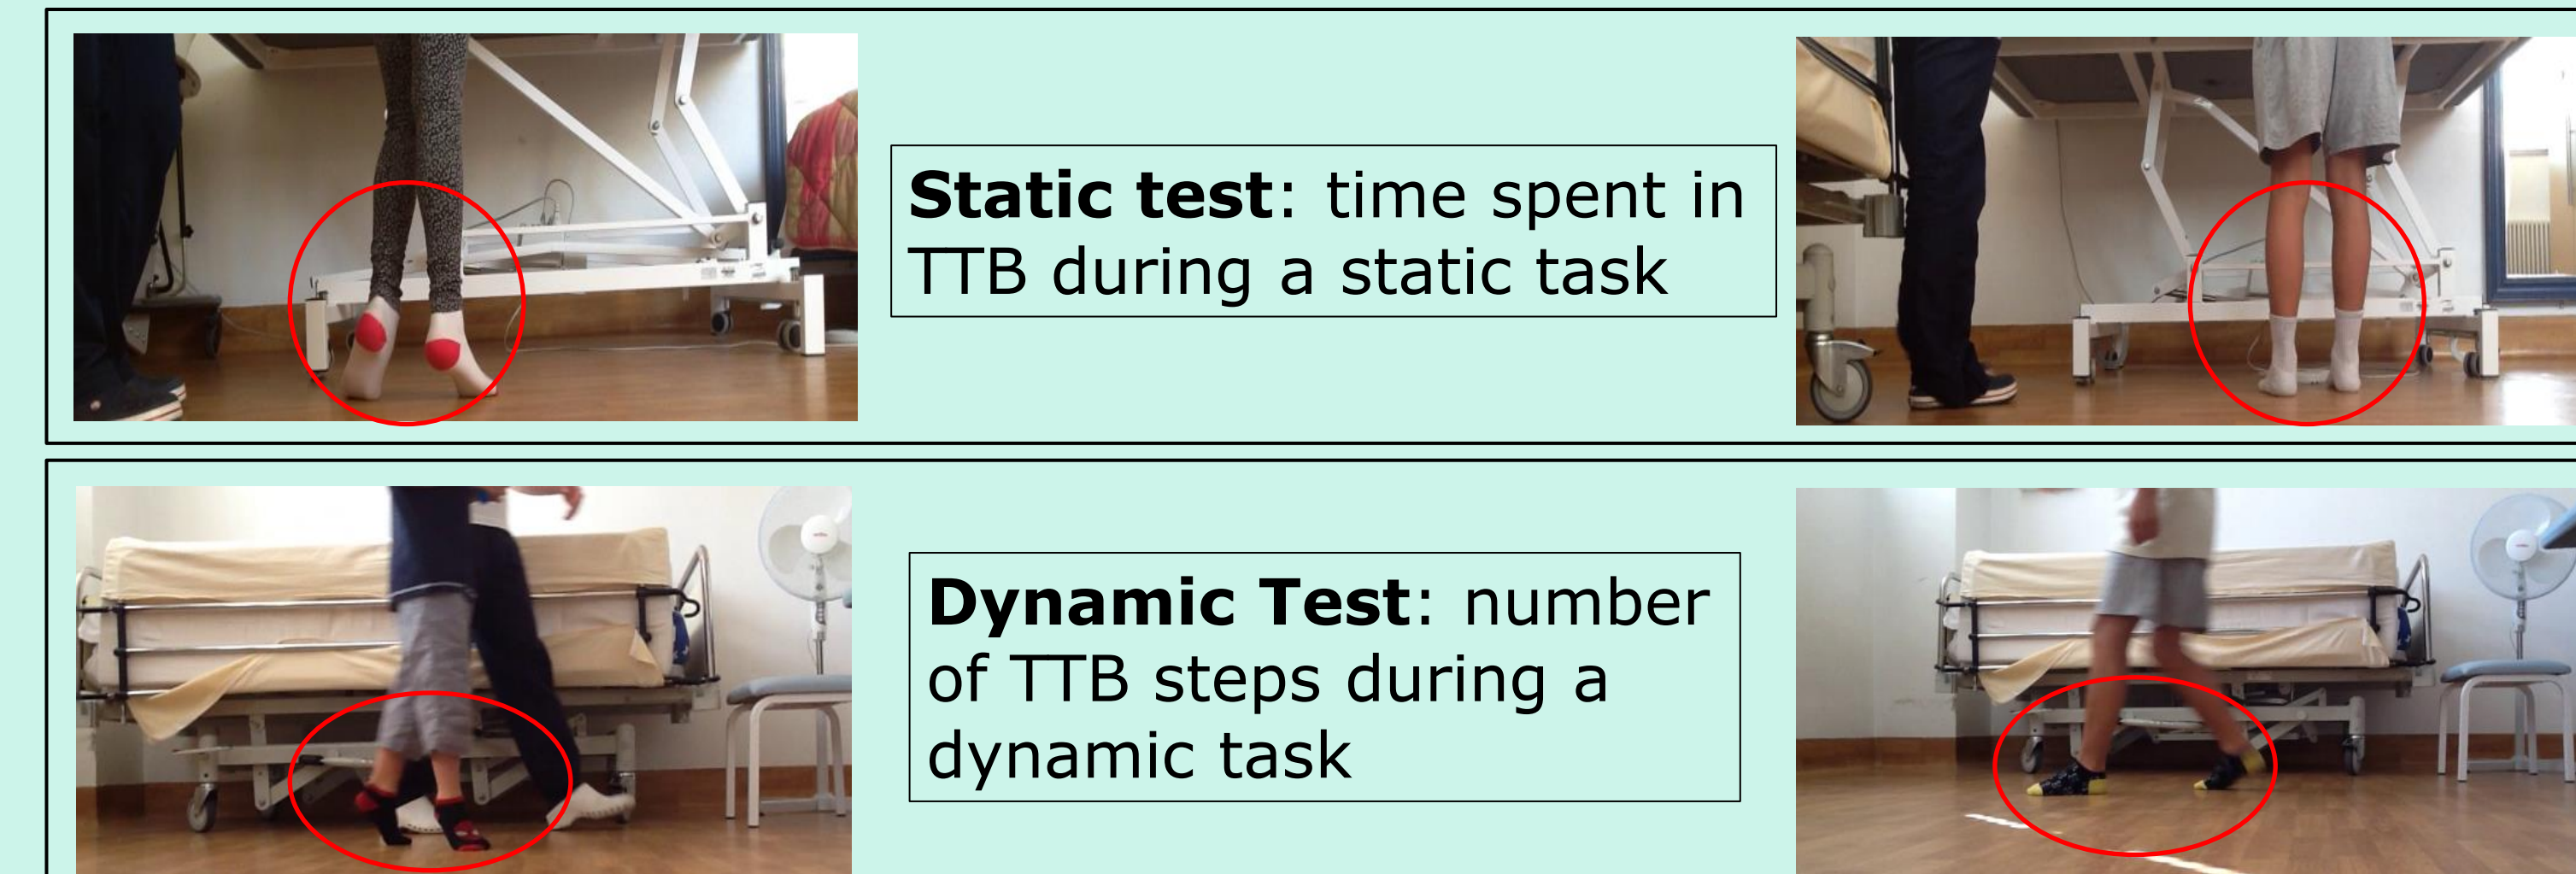 Static test: time spent in
TTB during a static task
Dynamic Test: number
of TTB steps during a
dynamic task